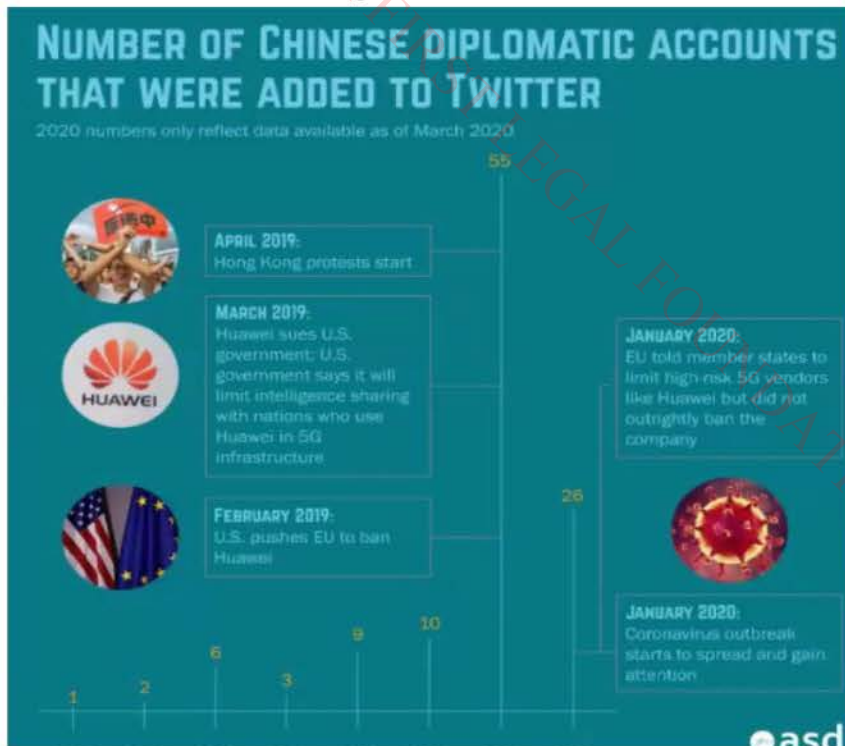 NUMBER OF CHINESE DIPLOMATIC ACCOUNTS
THAT WERE ADDED TO TWITTER
2020 numbers only reflect data available as of March 2020
55
APRIL 2019:
Hong Kong protests start
MARCH 2019:
Huawei sues U.S.
government; U.S.
government says it will
limit intelligence sharing
with nations who use
Huawei in 5G
infrastructure
HUAWEI
FEBRUARY 2019:
U.S. pushes EU to ban
Huawei
JANUARY 2020:
EU told member states to
limit high risk 5G vendors
like Huawei but did not
outrightly ban the
company
26
JANUARY 2020:
Coronavirus outbreak
starts to spread and gain
attention
1
2
6
3
9
10
asd
FIRST LEGAL FOUNDAT